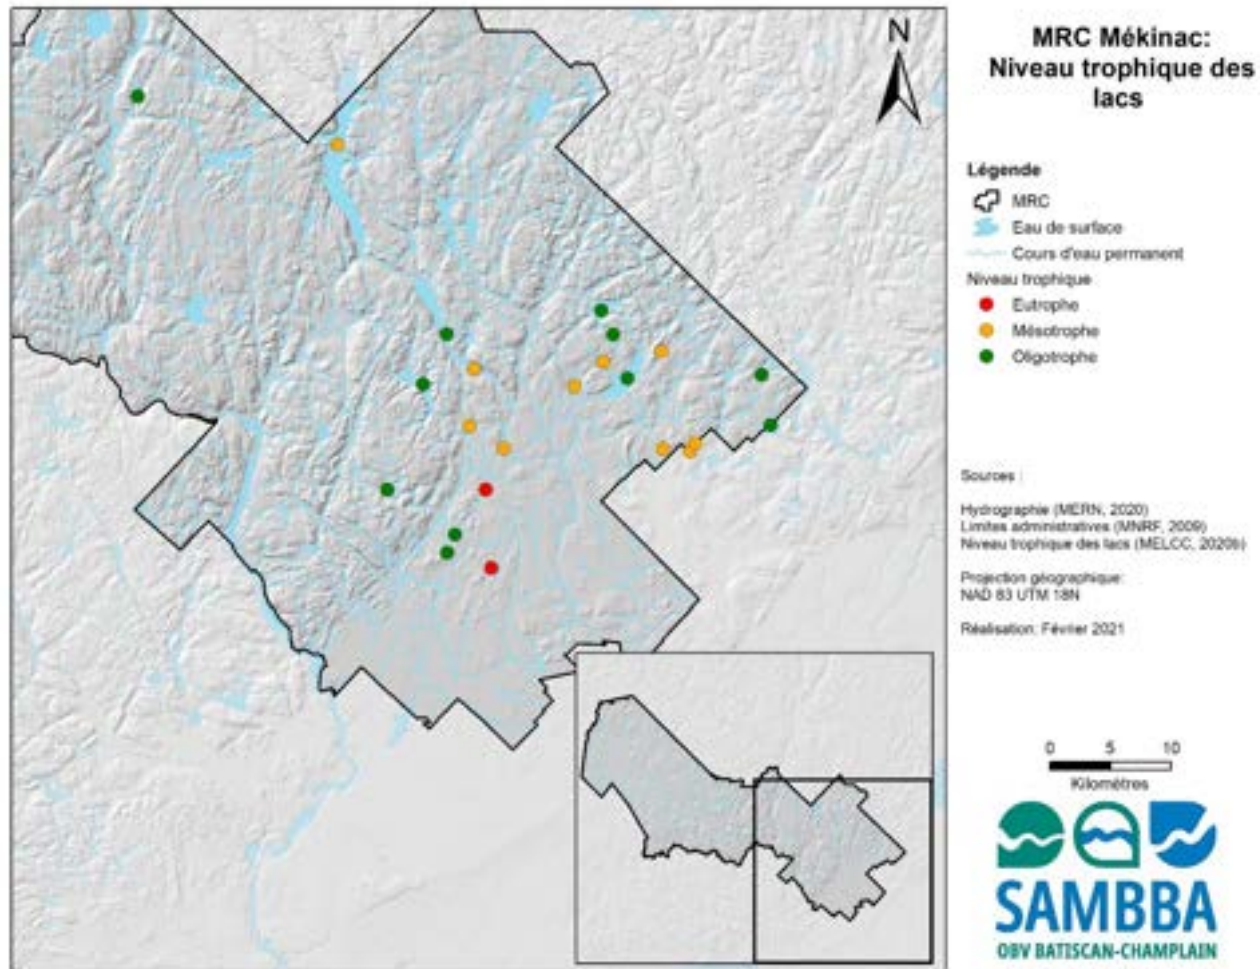 N
MRC Mékinac:
Niveau trophique des
lacs
Légende
MRC
Eau de surface
Cours d'eau permanent
Niveau trophique
Eutrophe
Mésotrophe
Oligotrophe
Sources :
Hydrographie (MERN, 2020)
Limites administratives (MNRF, 2009)
Niveau trophique des lacs (MELCC, 2020b)
Projection géographique:
NAD 83 UTM 18N
Réalisation: Février 2021
0 5 10
Kilomètres
SAMBBA
OBV BATISCAN-CHAMPLAIN